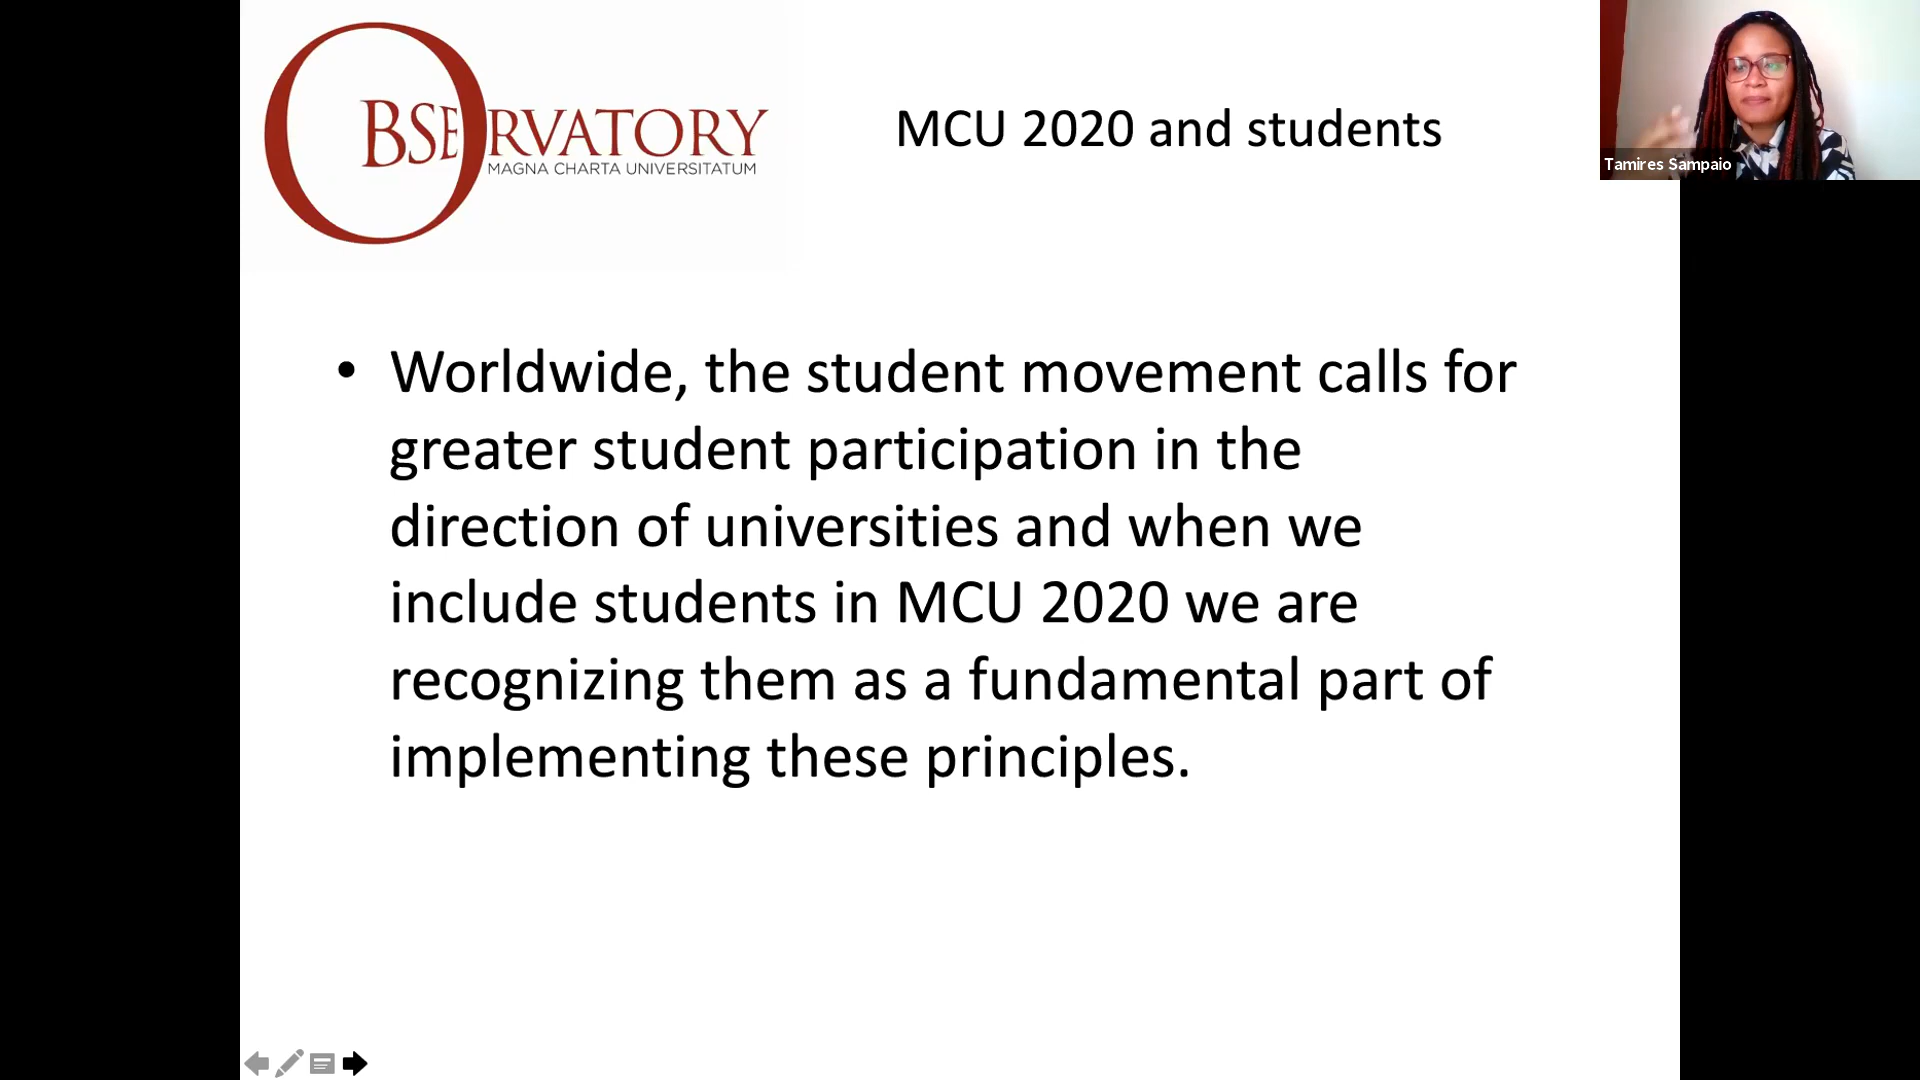 OBSERVATORY
MAGNA CHARTA UNIVERSITATUM
MCU 2020 and students
Tamires Sampaio
• Worldwide, the student movement calls for
greater student participation in the
direction of universities and when we
include students in MCU 2020 we are
recognizing them as a fundamental part of
implementing these principles.